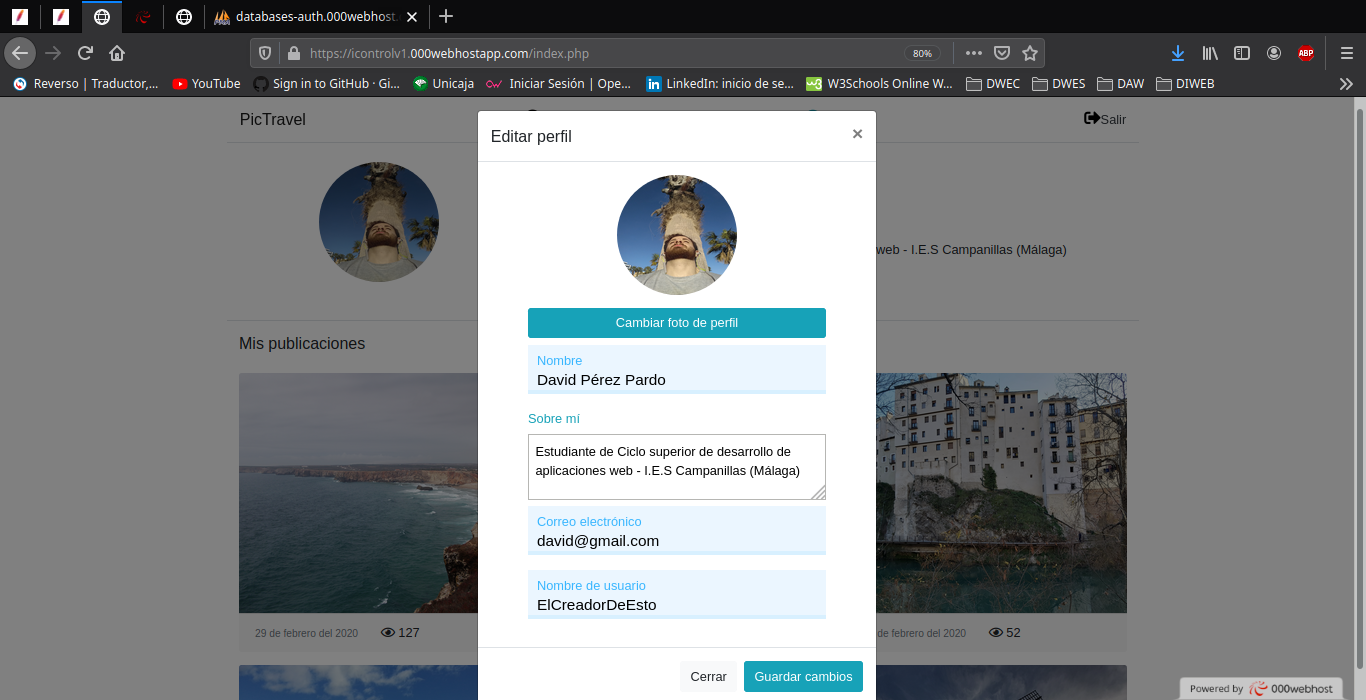 databases-auth.000webhost.
https://icontrolv1.000webhostapp.com/index.php
80%
ABP
Reverso | Traductor,...
YouTube
Sign in to GitHub · Gi...
Unicaja
Iniciar Sesión | Ope...
LinkedIn: inicio de se...
W3Schools Online W...
DWEC
DWES
DAW
DIWEB
PicTravel
Salir
Editar perfil
×
web - I.E.S Campanillas (Málaga)
Cambiar foto de perfil
Mis publicaciones
Nombre
David Pérez Pardo
Sobre mí
Estudiante de Ciclo superior de desarrollo de
aplicaciones web - I.E.S Campanillas (Málaga)
Correo electrónico
david@gmail.com
Nombre de usuario
ElCreadorDeEsto
29 de febrero del 2020
127
de febrero del 2020
52
Cerrar
Guardar cambios
Powered by 000webhost